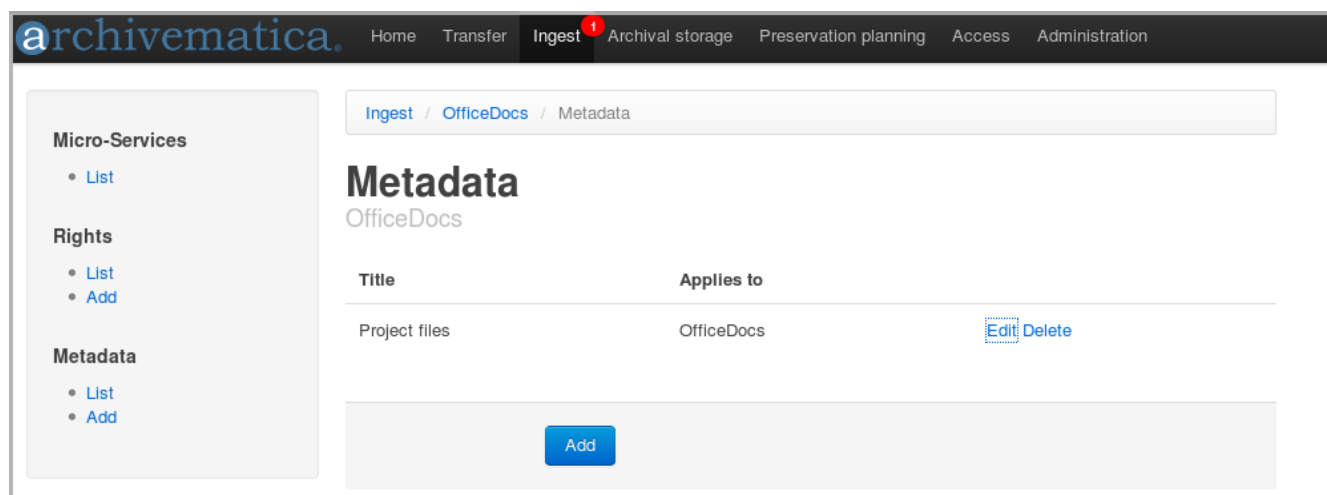 archivematica. Home Transfer Ingest 1 Archival storage Preservation planning Access Administration
Micro-Services
• List
Rights
• List
• Add
Metadata
• List
• Add
Ingest / OfficeDocs / Metadata
Metadata
OfficeDocs
Title Applies to
Project files OfficeDocs Edit Delete
Add